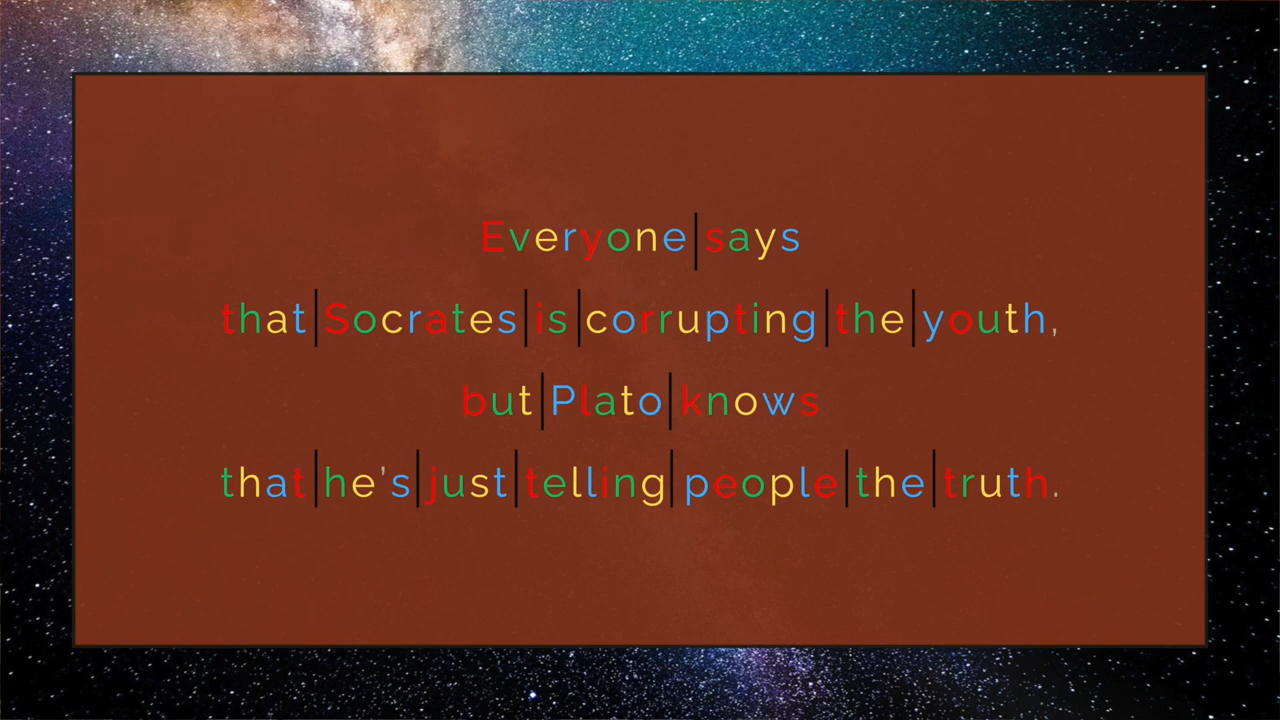 Everyone|says
that|Socrates|is|corrupting|the|youth,
but|Plato|knows
that|he’s|just|telling|people|the|truth.